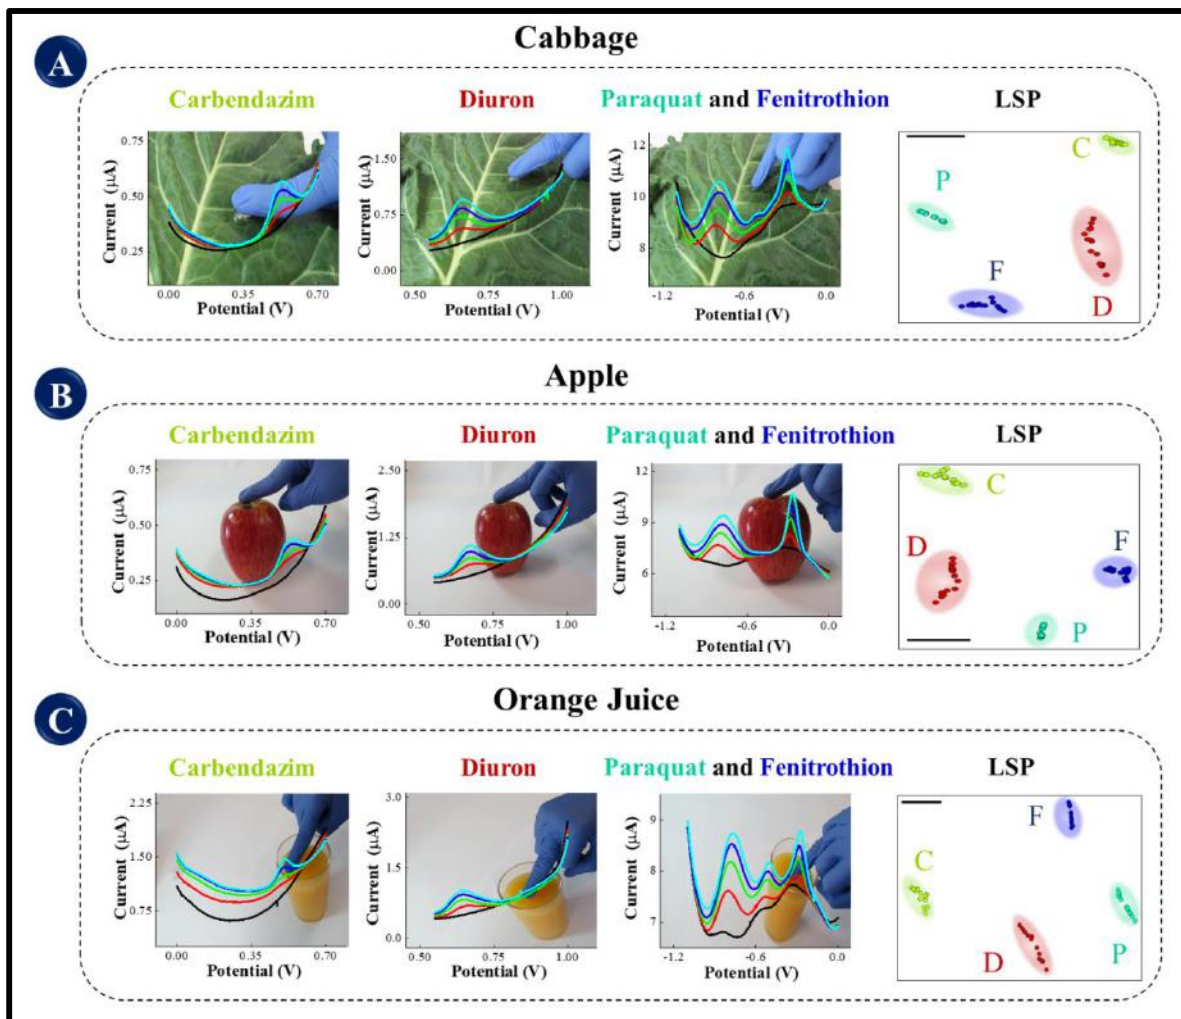 A
Cabbage
Carbendazim
Diuron
Paraquat and Fenitrothion
LSP
Current (μA)
0.75
0.50
0.25
0.00 0.35 0.70
Potential (V)
Current (μA)
1.50
0.75
0.00
0.50 0.75 1.00
Potential (V)
Current (μA)
12
10
8
-1.2 -0.6 0.0
Potential (V)
C
P
D
F
B
Apple
Carbendazim
Diuron
Paraquat and Fenitrothion
LSP
Current (μA)
0.75
0.50
0.25
0.00 0.35 0.70
Potential (V)
Current (μA)
2.50
1.25
0.00
0.50 0.75 1.00
Potential (V)
Current (μA)
12
9
6
-1.2 -0.6 0.0
Potential (V)
C
D
F
P
C
Orange Juice
Carbendazim
Diuron
Paraquat and Fenitrothion
LSP
Current (μA)
2.25
1.50
0.75
0.00 0.35 0.70
Potential (V)
Current (μA)
3.0
1.5
0.0
0.50 0.75 1.00
Potential (V)
Current (μA)
9
8
7
-1.2 -0.6 0.0
Potential (V)
F
C
D
P